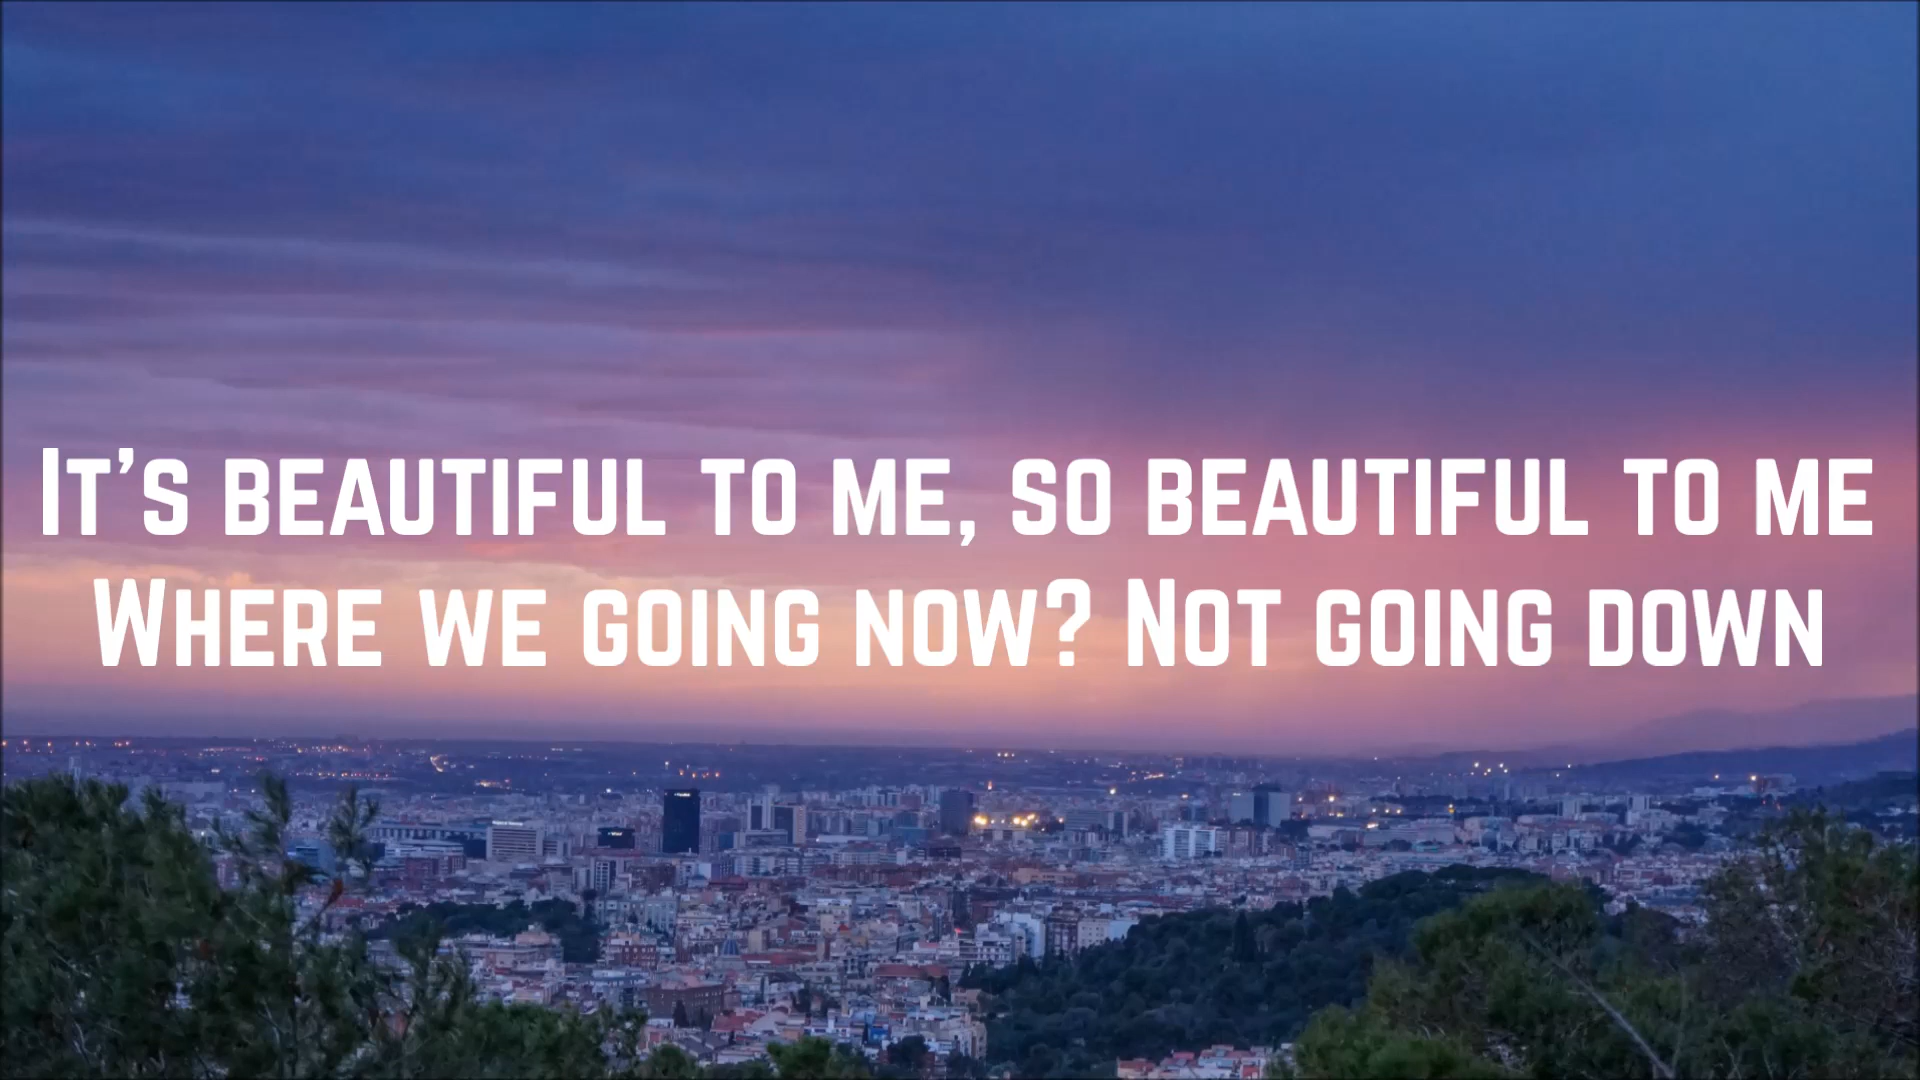 It's beautiful to me, so beautiful to me
Where we going now? Not going down